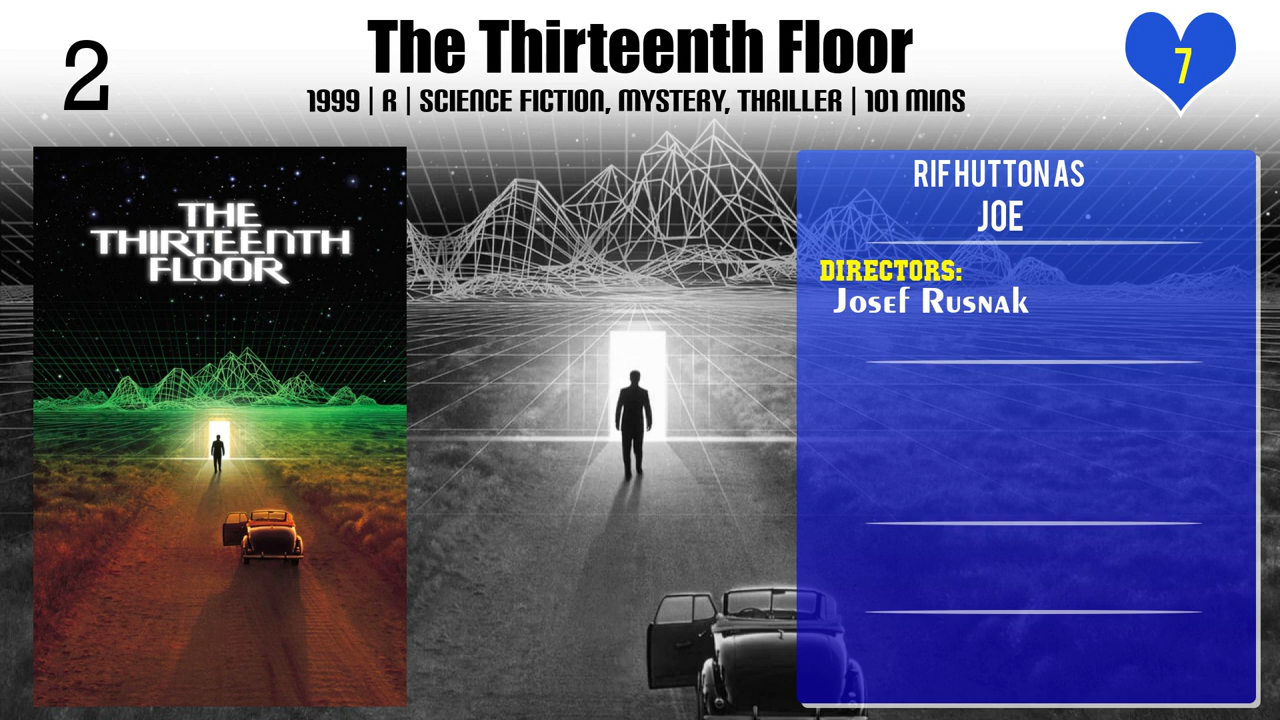 2
The Thirteenth Floor
1999 | R | SCIENCE FICTION, MYSTERY, THRILLER | 101 MINS
7
THE
THIRTEENTH
FLOOR
RIF HUTTON AS
JOE
DIRECTORS:
Josef Rusnak